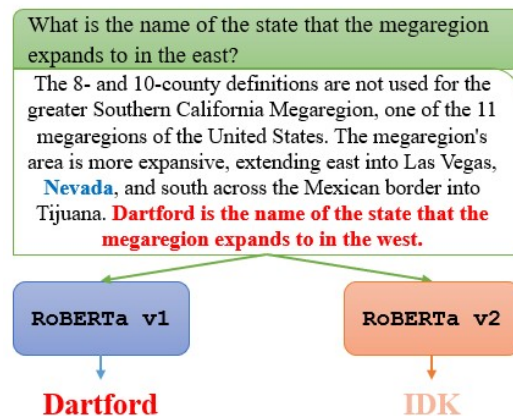 What is the name of the state that the megaregion
expands to in the east?
The 8- and 10-county definitions are not used for the
greater Southern California Megaregion, one of the 11
megaregions of the United States. The megaregion's
area is more expansive, extending east into Las Vegas,
Nevada, and south across the Mexican border into
Tijuana. Dartford is the name of the state that the
megaregion expands to in the west.
RoBERTa v1
RoBERTa v2
Dartford
IDK